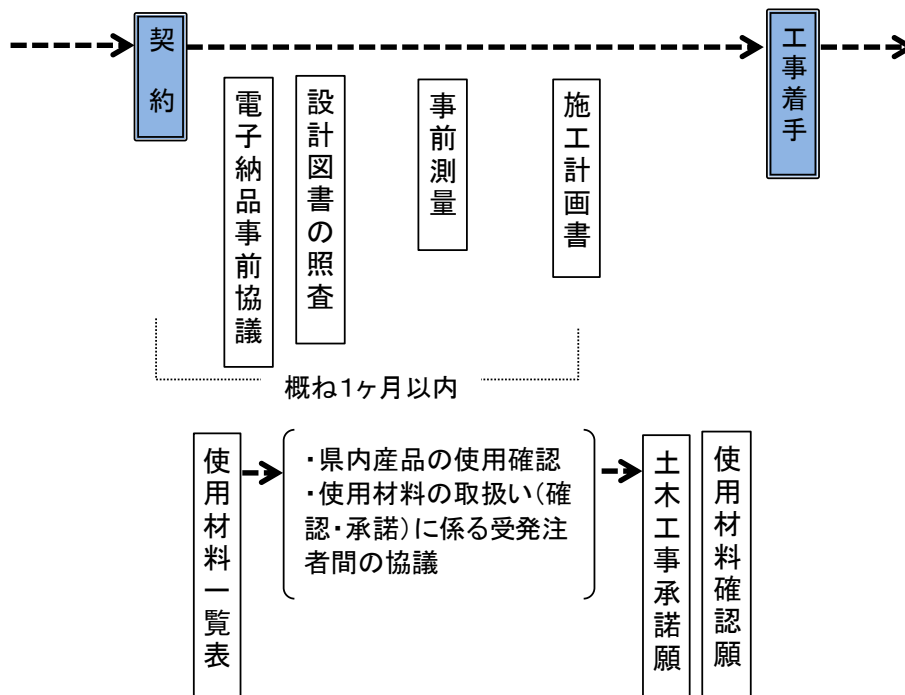 契約
工事着手
電子納品事前協議
設計図書の照査
事前測量
施工計画書
概ね1ヶ月以内
使用材料一覧表
・県内産品の使用確認
・使用材料の取扱い(確
認・承諾)に係る受発注
者間の協議
土木工事承諾願
使用材料確認願